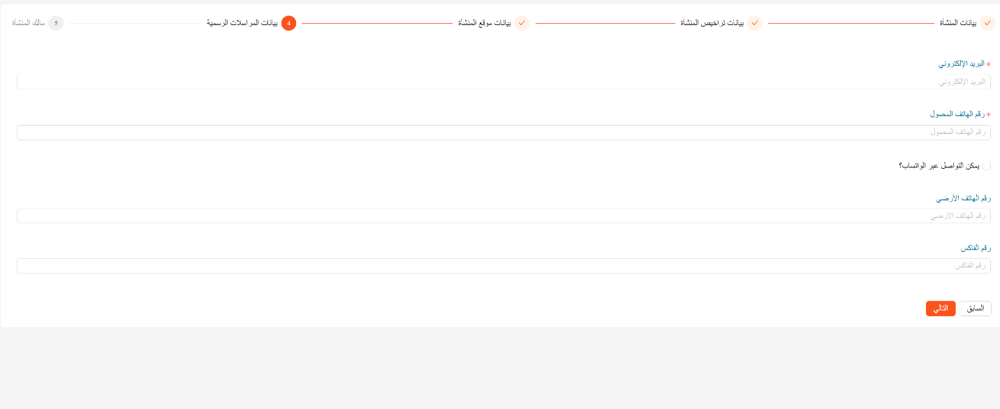 بيانات المنشأة
بيانات تراخيص المنشأة
بيانات موقع المنشأة
4 بيانات المراسلات الرسمية
5 مالك المنشأة
* البريد الإلكتروني
البريد الإلكتروني
* رقم الهاتف المحمول
رقم الهاتف المحمول
يمكن التواصل عبر الواتساب؟
رقم الهاتف الأرضي
رقم الهاتف الأرضي
رقم الفاكس
رقم الفاكس
السابق
التالي